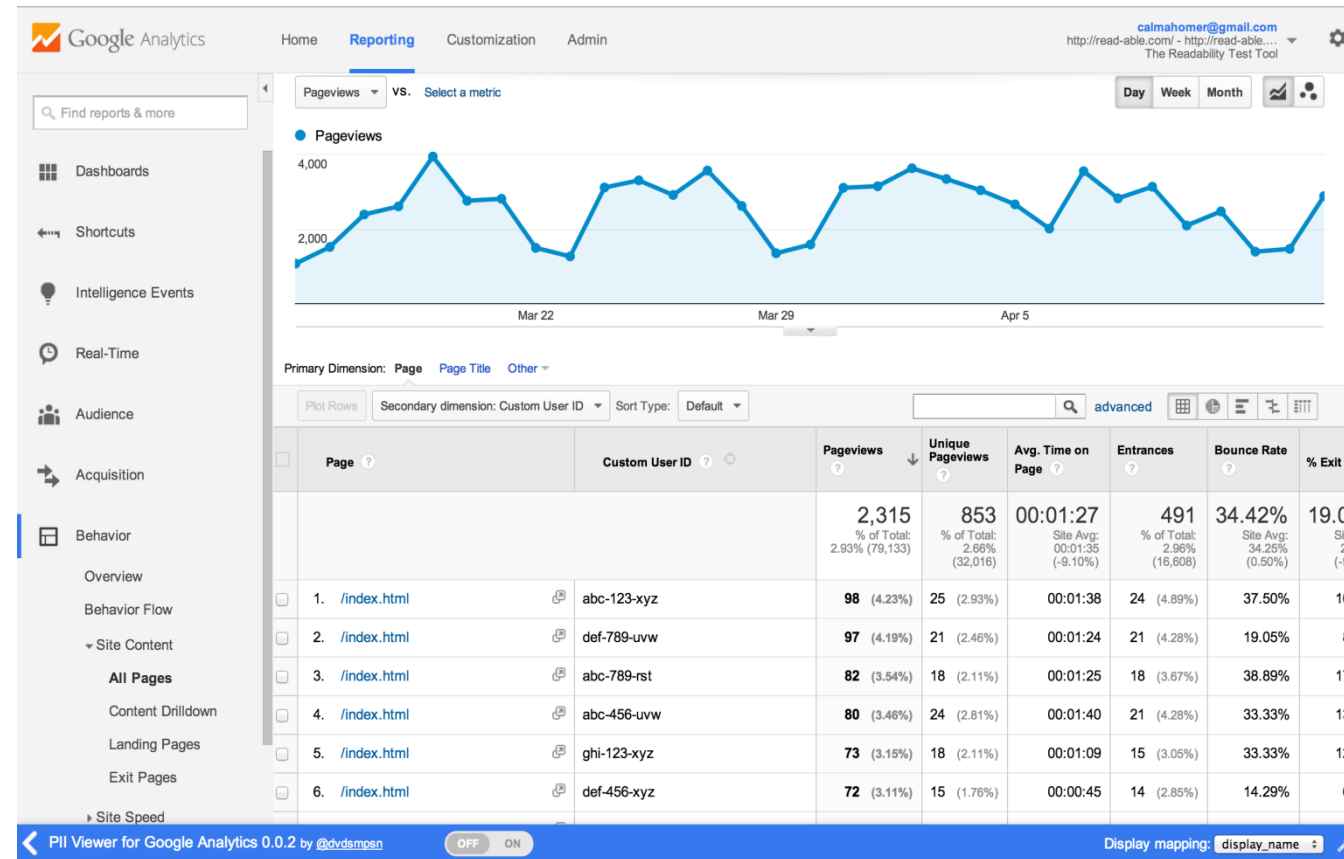 Google Analytics
Home Reporting Customization Admin
calmahomer@gmail.com
http://read-able.com/ - http://read-able....
The Readability Test Tool
Find reports & more
Dashboards
Shortcuts
Intelligence Events
Real-Time
Audience
Acquisition
Behavior
Overview
Behavior Flow
Site Content
All Pages
Content Drilldown
Landing Pages
Exit Pages
Site Speed
Pageviews VS. Select a metric
Day Week Month
Pageviews
4,000
2,000
Mar 22 Mar 29 Apr 5
Primary Dimension: Page Page Title Other
Plot Rows Secondary dimension: Custom User ID Sort Type: Default advanced
Page ? Custom User ID ? Pageviews ? Unique Pageviews ? Avg. Time on Page ? Entrances ? Bounce Rate ? % Exit
2,315 853 00:01:27 491 34.42%
% of Total: 2.93% (79,133) % of Total: 2.66% (32,016) Site Avg: 00:01:35 (-9.10%) % of Total: 2.96% (16,608) Site Avg: 34.25% (0.50%)
1. /index.html abc-123-xyz 98 (4.23%) 25 (2.93%) 00:01:38 24 (4.89%) 37.50%
2. /index.html def-789-uvw 97 (4.19%) 21 (2.46%) 00:01:24 21 (4.28%) 19.05%
3. /index.html abc-789-rst 82 (3.54%) 18 (2.11%) 00:01:25 18 (3.67%) 38.89%
4. /index.html abc-456-uvw 80 (3.46%) 24 (2.81%) 00:01:40 21 (4.28%) 33.33%
5. /index.html ghi-123-xyz 73 (3.15%) 18 (2.11%) 00:01:09 15 (3.05%) 33.33%
6. /index.html def-456-xyz 72 (3.11%) 15 (1.76%) 00:00:45 14 (2.85%) 14.29%
PII Viewer for Google Analytics 0.0.2 by @dvdsmpsn OFF ON Display mapping: display_name